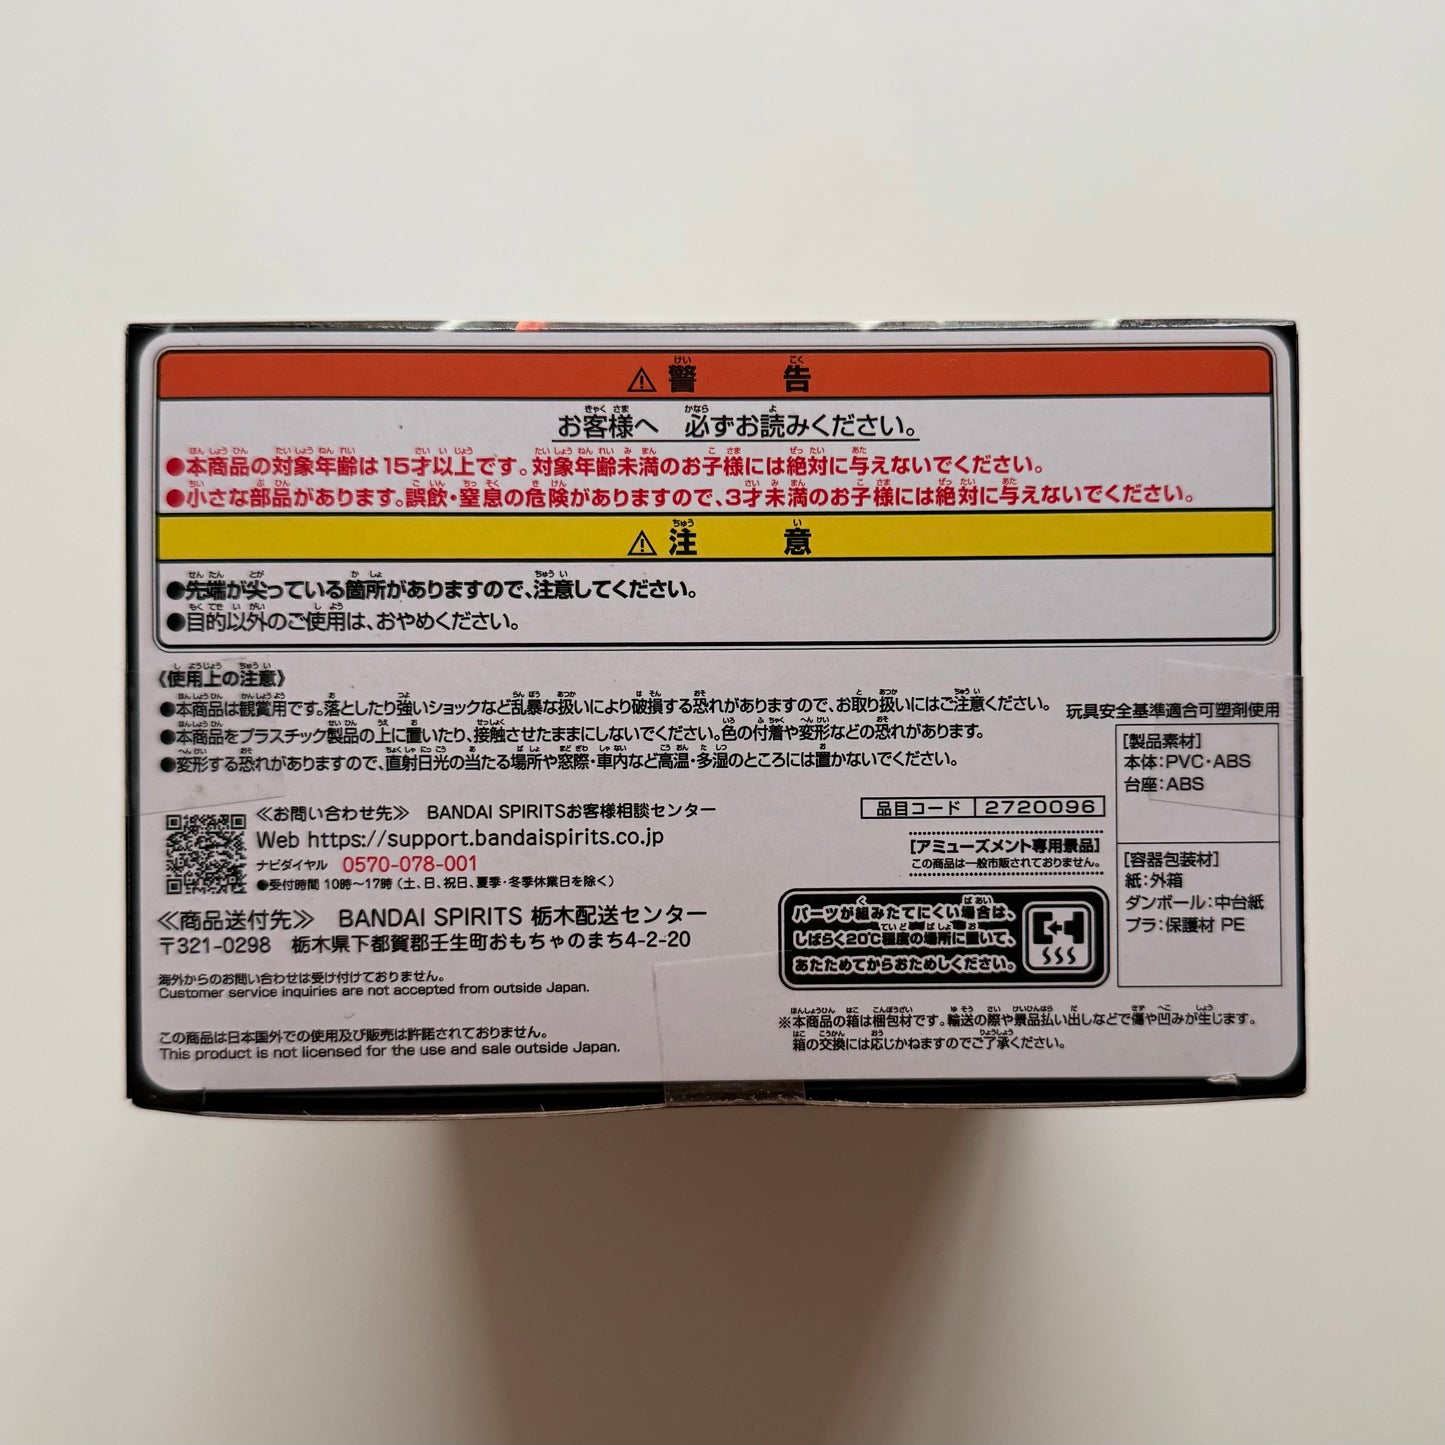 ⚠ 警告
お客様へ 必ずお読みください。
●本商品の対象年齢は15才以上です。対象年齢未満のお子様には絶対に与えないでください。
●小さな部品があります。誤飲・窒息の危険がありますので、3才未満のお子様には絶対に与えないでください。
⚠ 注意
●先端が尖っている箇所がありますので、注意してください。
●目的以外のご使用は、おやめください。
《使用上の注意》
●本商品は観賞用です。落としたり強いショックなど乱暴な扱いにより破損する恐れがありますので、お取り扱いにはご注意ください。
●本商品をプラスチック製品の上に置いたり、接触させたままにしないでください。色の付着や変形などの恐れがあります。
●変形する恐れがありますので、直射日光の当たる場所や窓際・車内など高温・多湿のところには置かないでください。
玩具安全基準適合可塑剤使用
[製品素材]
本体:PVC・ABS
台座:ABS
[容器包装材]
紙:外箱
ダンボール:中台紙
プラ:保護材 PE
≪お問い合わせ先≫ BANDAI SPIRITSお客様相談センター
Web https://support.bandaispirits.co.jp
ナビダイヤル 0570-078-001
●受付時間 10時〜17時(土、日、祝日、夏季・冬季休業日を除く)
≪商品送付先≫ BANDAI SPIRITS 栃木配送センター
〒321-0298 栃木県下都賀郡壬生町おもちゃのまち4-2-20
海外からのお問い合わせは受け付けておりません。
Customer service inquiries are not accepted from outside Japan.
この商品は日本国外での使用及び販売は許諾されておりません。
This product is not licensed for the use and sale outside Japan.
品目コード 2720096
[アミューズメント専用景品]
この商品は一般市販されておりません。
パーツが組みたてにくい場合は、
しばらく20℃程度の場所に置いて、
あたためてからおためしください。
※本商品の箱は梱包材です。輸送の際や景品払い出しなどで傷や凹みが生じます。
箱の交換には応じかねますのでご了承ください。